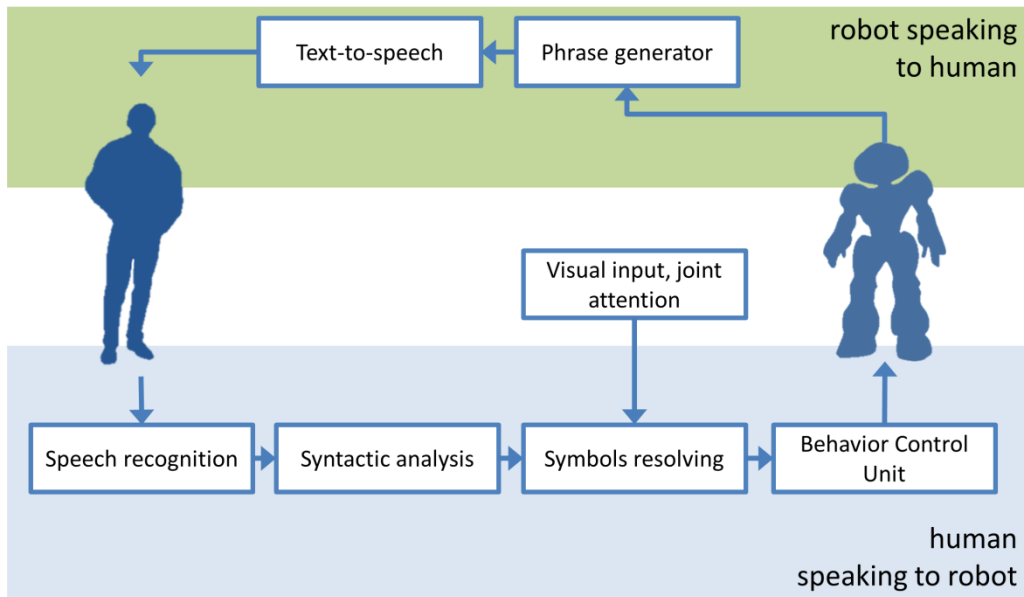 robot speaking
to human
Text-to-speech
Phrase generator
Visual input, joint
attention
Speech recognition
Syntactic analysis
Symbols resolving
Behavior Control
Unit
human
speaking to robot